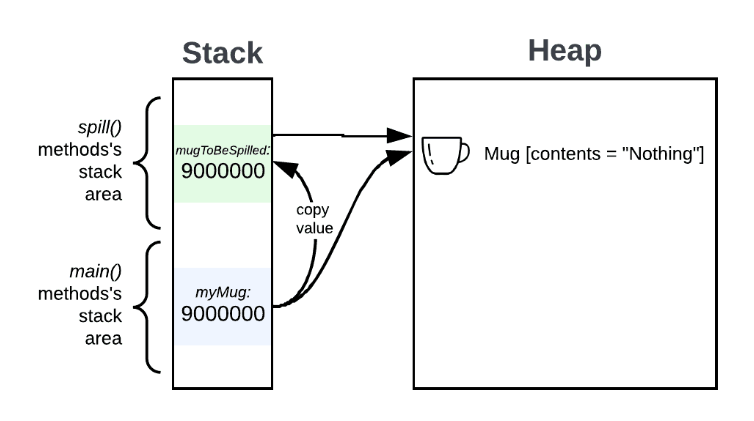 Stack
Heap
spill()
methods's
stack
area
mugToBeSpilled:
9000000
Mug [contents = "Nothing"]
copy
value
main()
methods's
stack
area
myMug:
9000000